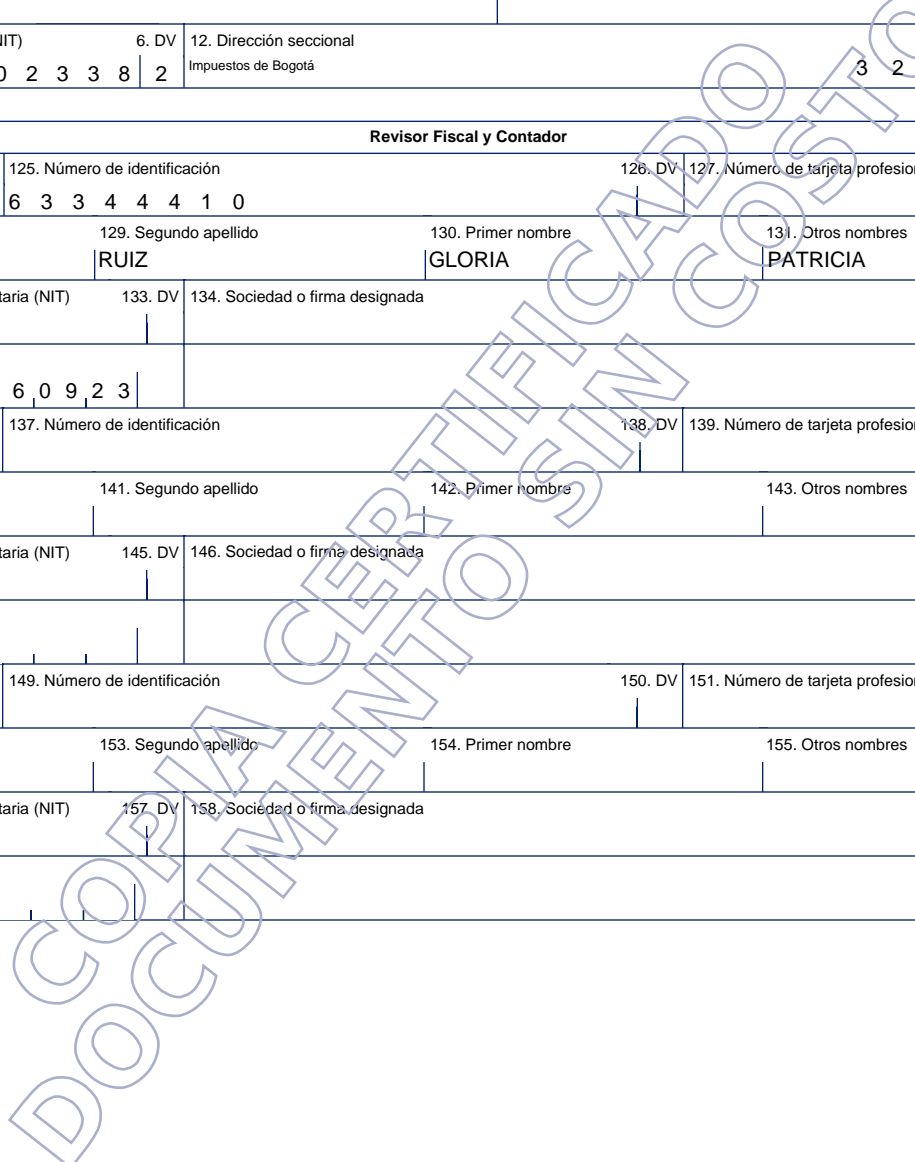 NIT) 6. DV 12. Dirección seccional
0 2 3 3 8 2 Impuestos de Bogotá 3 2
Revisor Fiscal y Contador
125. Número de identificación 126. DV 127. Número de tarjeta profesion
6 3 3 4 4 4 1 0
129. Segundo apellido 130. Primer nombre 131. Otros nombres
RUIZ GLORIA PATRICIA
taria (NIT) 133. DV 134. Sociedad o firma designada
6 0 9 2 3
137. Número de identificación 138. DV 139. Número de tarjeta profesion
141. Segundo apellido 142. Primer nombre 143. Otros nombres
taria (NIT) 145. DV 146. Sociedad o firma designada
149. Número de identificación 150. DV 151. Número de tarjeta profesion
153. Segundo apellido 154. Primer nombre 155. Otros nombres
taria (NIT) 157. DV 158. Sociedad o firma designada
COPIA CERTIFICADO
DOCUMENTO SIN COSTO